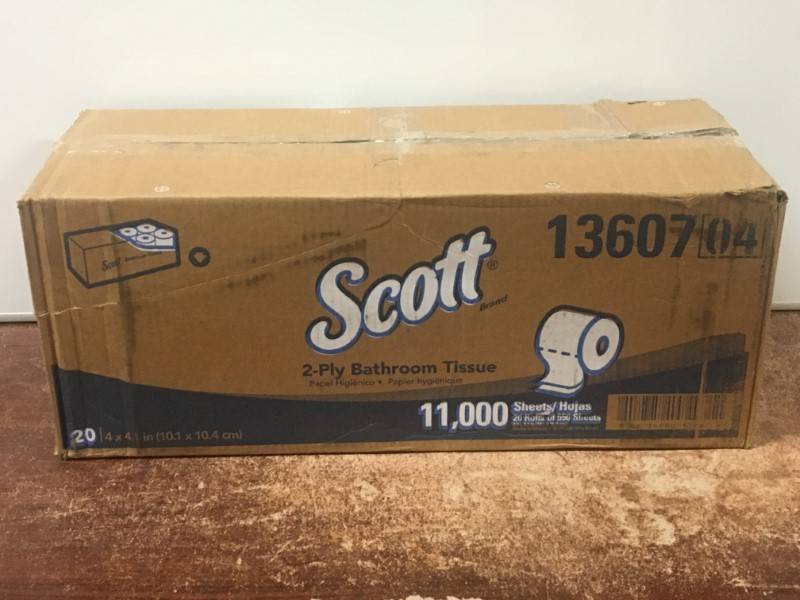 13607 04
Scott
Scott®
Brand
2-Ply Bathroom Tissue
Papel Higiénico • Papier hygiénique
11,000 Sheets/Hojas
20 Rolls of 550 Sheets
20 4 x 4.1 in (10.1 x 10.4 cm)